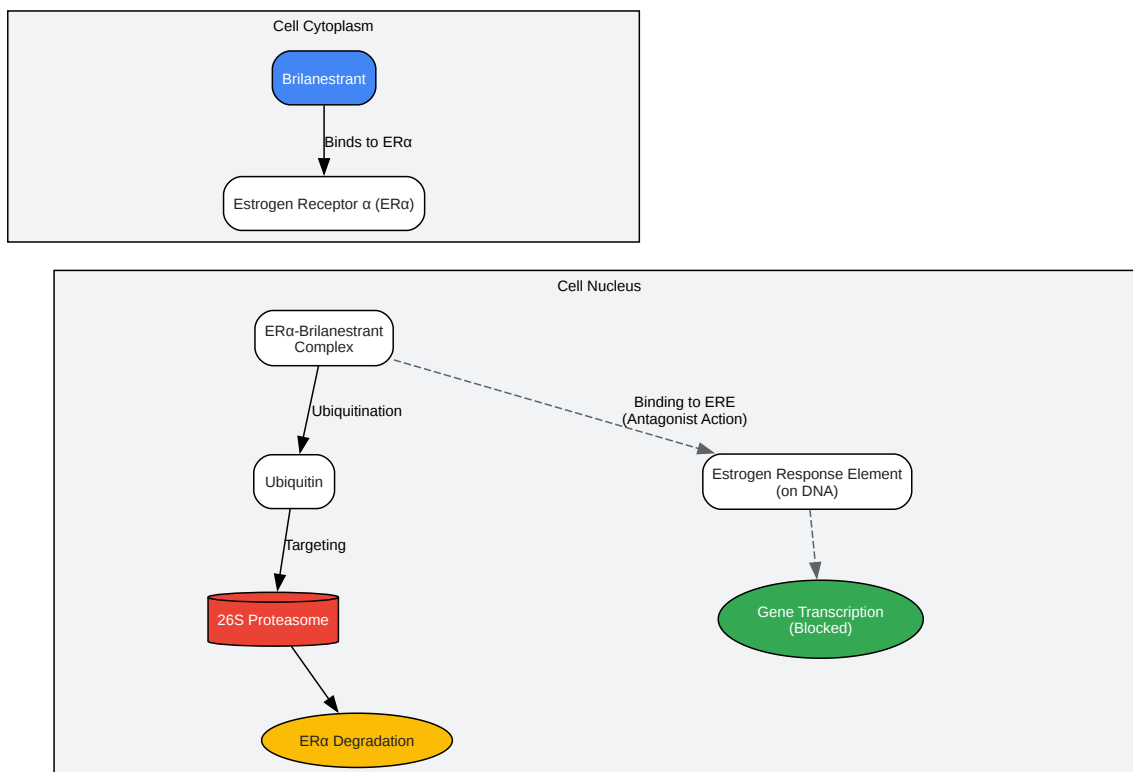 Cell Cytoplasm
Brilanestrant
Binds to ERα
Estrogen Receptor α (ERα)
Cell Nucleus
ERα-Brilanestrant
Complex
Ubiquitination
Binding to ERE
(Antagonist Action)
Ubiquitin
Estrogen Response Element
(on DNA)
Targeting
26S Proteasome
Gene Transcription
(Blocked)
ERα Degradation